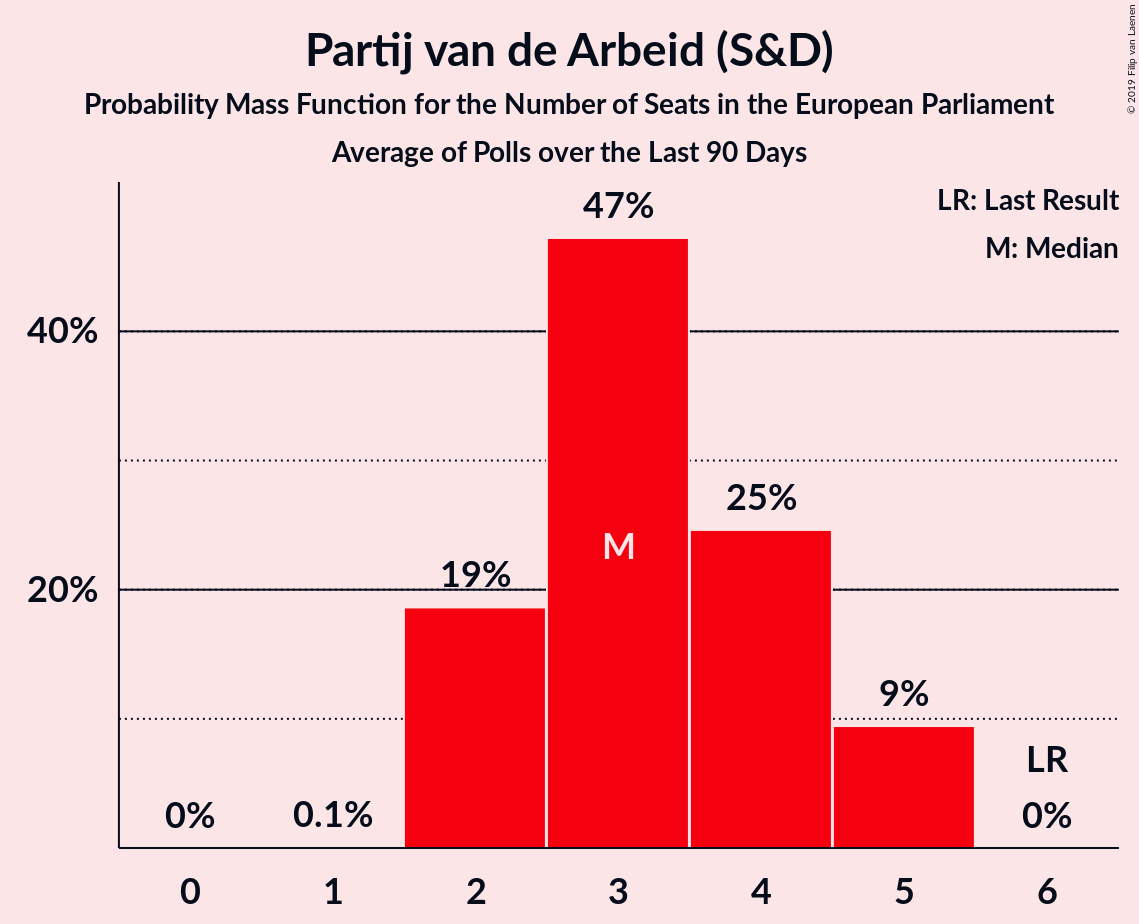 Partij van de Arbeid (S&D)
Probability Mass Function for the Number of Seats in the European Parliament
Average of Polls over the Last 90 Days
© 2019 Filip van Laenen
LR: Last Result
M: Median
47%
40%
25%
M
19%
20%
9%
LR
0%
0.1%
0%
0 1 2 3 4 5 6